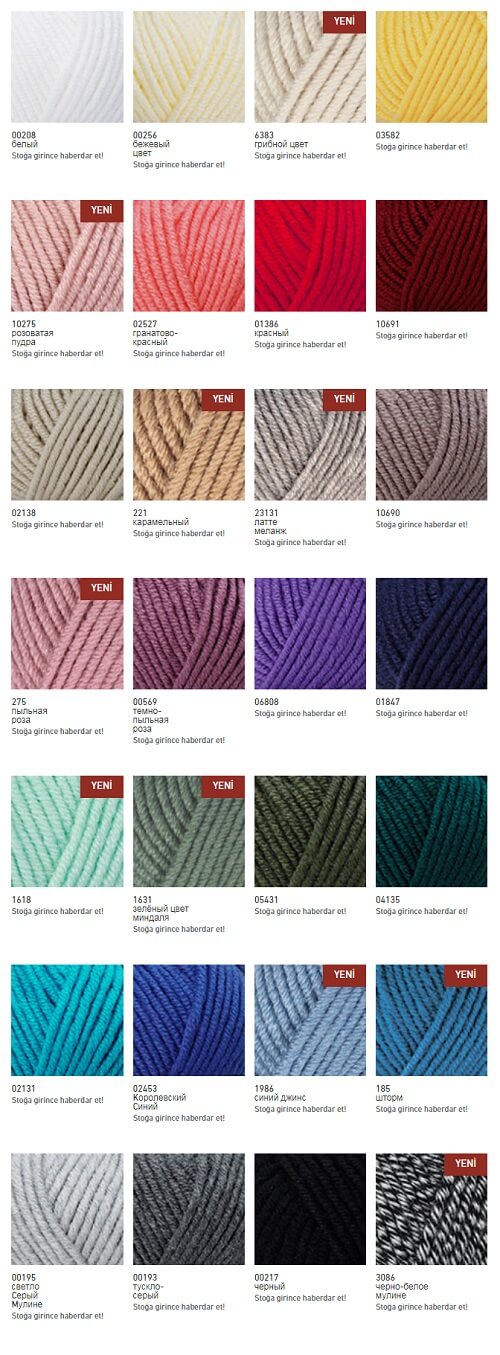 YENİ
00208
белый
Stoğa girince haberdar et!
00256
бежевый
цвет
Stoğa girince haberdar et!
6383
грибной цвет
Stoğa girince haberdar et!
03582
Stoğa girince haberdar et!
YENİ
10275
розоватая
пудра
Stoğa girince haberdar et!
02527
гранатово-
красный
Stoğa girince haberdar et!
01386
красный
Stoğa girince haberdar et!
10691
Stoğa girince haberdar et!
YENİ
YENİ
02138
Stoğa girince haberdar et!
221
карамельный
Stoğa girince haberdar et!
23131
латте
меланж
Stoğa girince haberdar et!
10690
Stoğa girince haberdar et!
YENİ
275
пыльная
роза
Stoğa girince haberdar et!
00569
темно-
пыльная
роза
Stoğa girince haberdar et!
06808
Stoğa girince haberdar et!
01847
Stoğa girince haberdar et!
YENİ
YENİ
1618
Stoğa girince haberdar et!
1631
зелёный цвет
миндаля
Stoğa girince haberdar et!
05431
Stoğa girince haberdar et!
04135
Stoğa girince haberdar et!
YENİ
YENİ
02131
Stoğa girince haberdar et!
02453
Королевский
Синий
Stoğa girince haberdar et!
1986
синий джинс
Stoğa girince haberdar et!
185
шторм
Stoğa girince haberdar et!
YENİ
00195
светло
Серый
Мулине
Stoğa girince haberdar et!
00193
тускло-
серый
Stoğa girince haberdar et!
00217
черный
Stoğa girince haberdar et!
3086
черно-белое
мулине
Stoğa girince haberdar et!